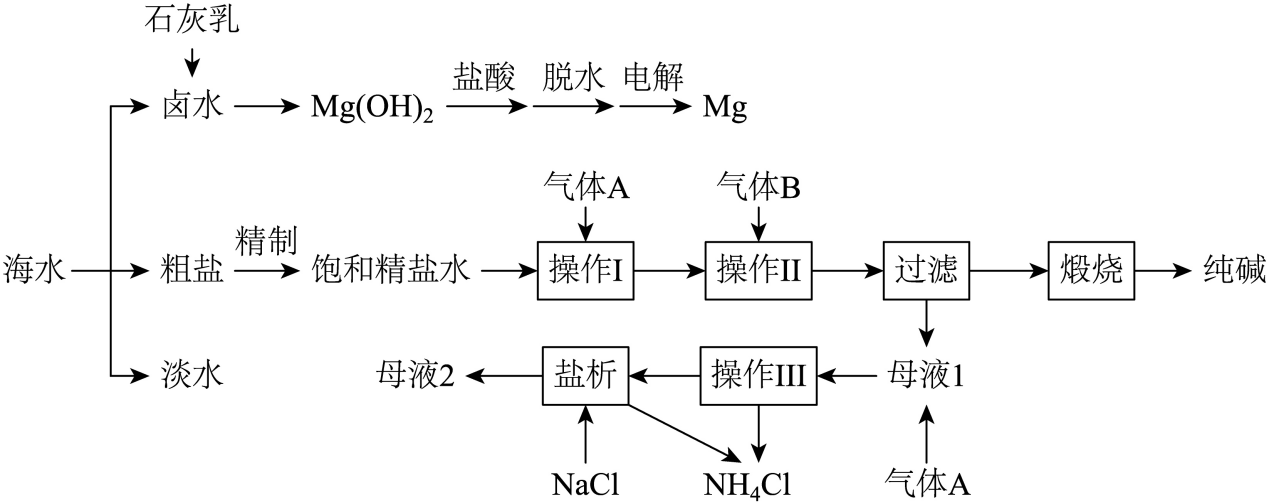 石灰乳
卤水
Mg(OH)₂
盐酸
脱水
电解
Mg
气体A
气体B
海水
粗盐
精制
饱和精盐水
操作I
操作II
过滤
煅烧
纯碱
淡水
母液2
盐析
操作III
母液1
NaCl
NH₄Cl
气体A